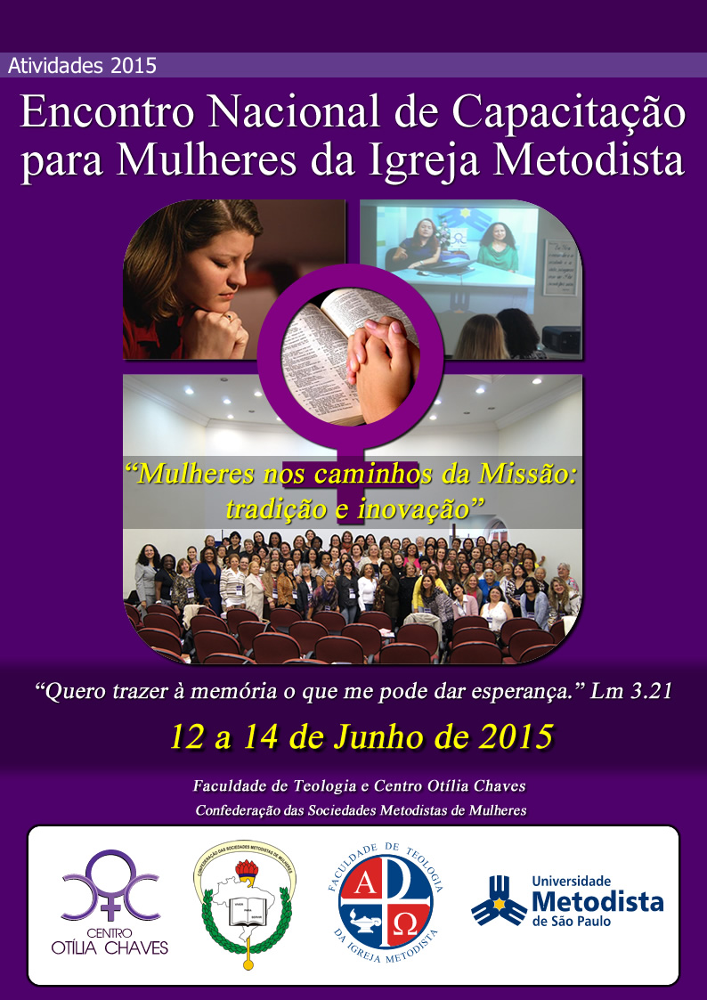 Atividades 2015
Encontro Nacional de Capacitação
para Mulheres da Igreja Metodista
“Mulheres nos caminhos da Missão:
tradição e inovação”
“Quero trazer à memória o que me pode dar esperança.” Lm 3.21
12 a 14 de Junho de 2015
Faculdade de Teologia e Centro Otília Chaves
Confederação das Sociedades Metodistas de Mulheres
CENTRO
OTÍLIA CHAVES
CONFEDERAÇÃO DAS SOCIEDADES METODISTAS DE MULHERES
VIVER
PARA
SERVIR
FACULDADE DE TEOLOGIA
A
Ω
DA IGREJA METODISTA
Universidade
Metodista
de São Paulo